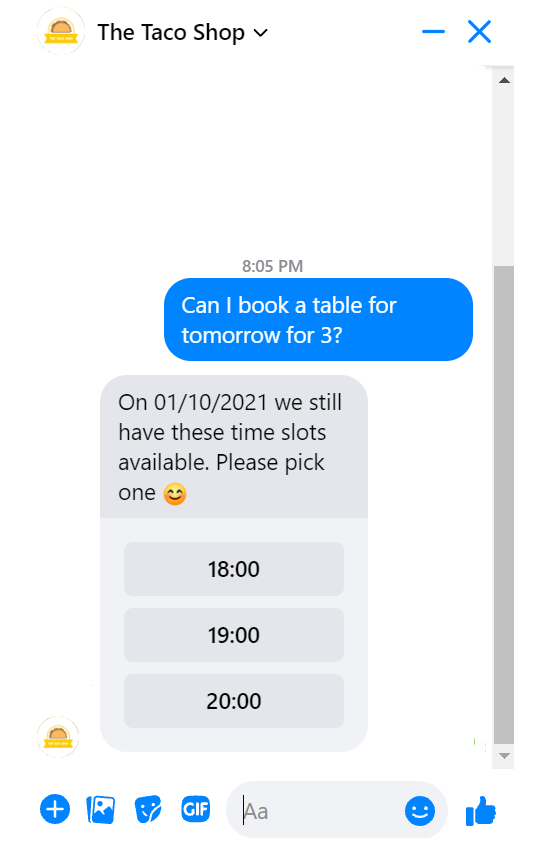 The Taco Shop
8:05 PM
Can I book a table for
tomorrow for 3?
On 01/10/2021 we still
have these time slots
available. Please pick
one 😊
18:00
19:00
20:00
GIF
Aa